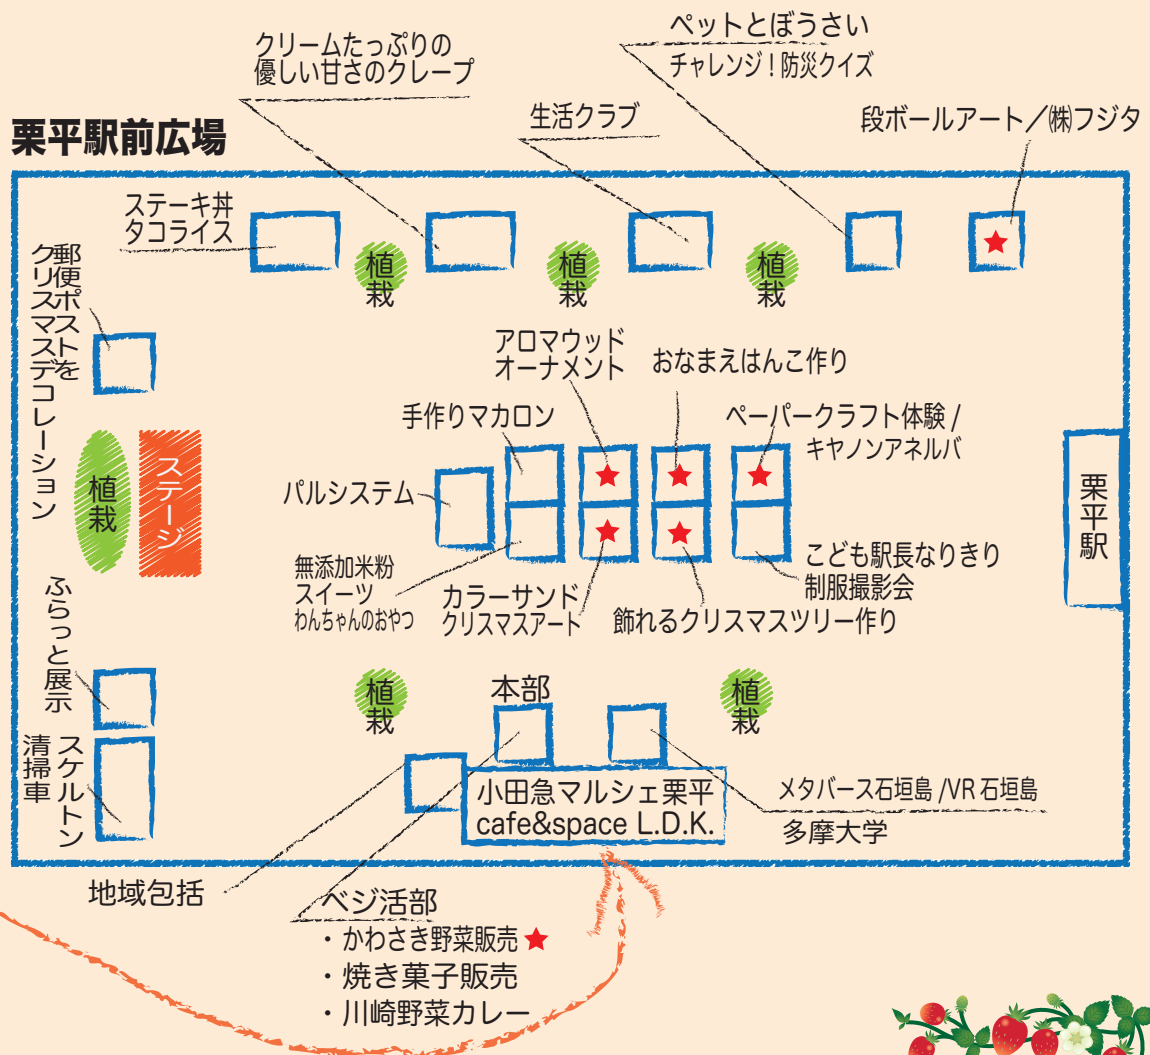 栗平駅前広場
クリームたっぷりの
優しい甘さのクレープ
生活クラブ
ペットとぼうさい
チャレンジ！防災クイズ
段ボールアート／㈱フジタ
ステーキ丼
タコライス
郵便ポストを
クリスマスデコレーション
植栽
植栽
植栽
アロマウッド
オーナメント
おなまえはんこ作り
手作りマカロン
ペーパークラフト体験 /
キヤノンアネルバ
パルシステム
★
★
★
★
★
★
植栽
ステージ
栗平駅
無添加米粉
スイーツ
わんちゃんのおやつ
カラーサンド
クリスマスアート
飾れるクリスマスツリー作り
こども駅長なりきり
制服撮影会
ふらっと展示
スケルトン
清掃車
植栽
本部
植栽
小田急マルシェ栗平
cafe&space L.D.K.
メタバース石垣島 /VR 石垣島
多摩大学
地域包括
ベジ活部
・かわさき野菜販売★
・焼き菓子販売
・川崎野菜カレー